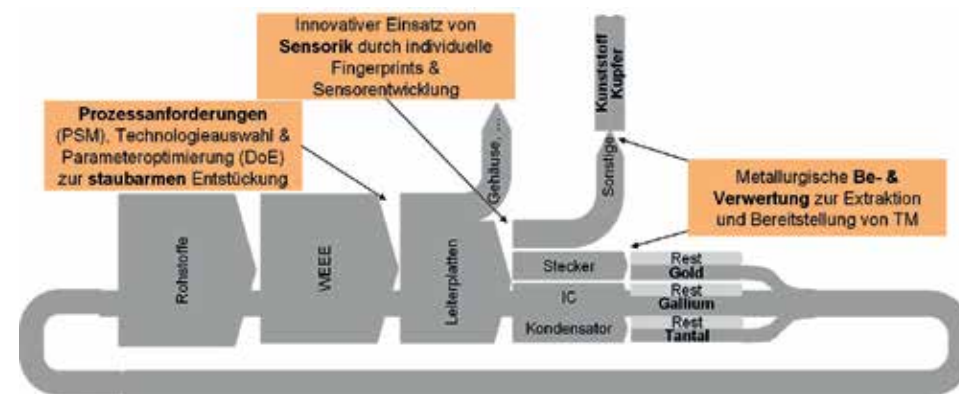 Innovativer Einsatz von
Sensorik durch individuelle
Fingerprints &
Sensorentwicklung
Prozessanforderungen
(PSM), Technologieauswahl &
Parameteroptimierung (DoE)
zur staubarmen Entstückung
Metallurgische Be- &
Verwertung zur Extraktion
und Bereitstellung von TM
Kunststoff
Kupfer
Gehäuse, ...
Sonstige
Rohstoffe
WEEE
Leiterplatten
Stecker
IC
Kondensator
Rest
Gold
Rest
Gallium
Rest
Tantal